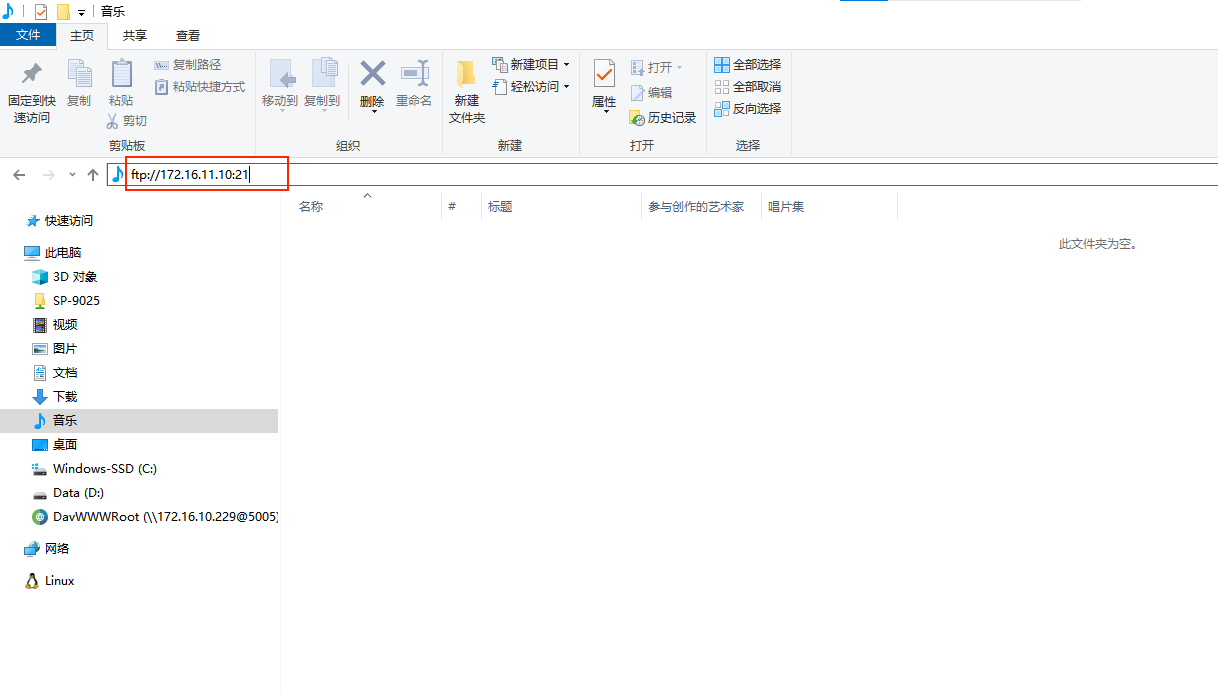 音乐
文件 主页 共享 查看
固定到快速访问
复制
粘贴
复制路径
粘贴快捷方式
剪切
剪贴板
移动到
复制到
删除
重命名
组织
新建文件夹
新建项目
轻松访问
新建
属性
打开
编辑
历史记录
打开
全部选择
全部取消
反向选择
选择
ftp://172.16.11.10:21
名称 # 标题 参与创作的艺术家 唱片集
此文件夹为空。
快速访问
此电脑
3D 对象
SP-9025
视频
图片
文档
下载
音乐
桌面
Windows-SSD (C:)
Data (D:)
DavWWWRoot (\\172.16.10.229@5005)
网络
Linux